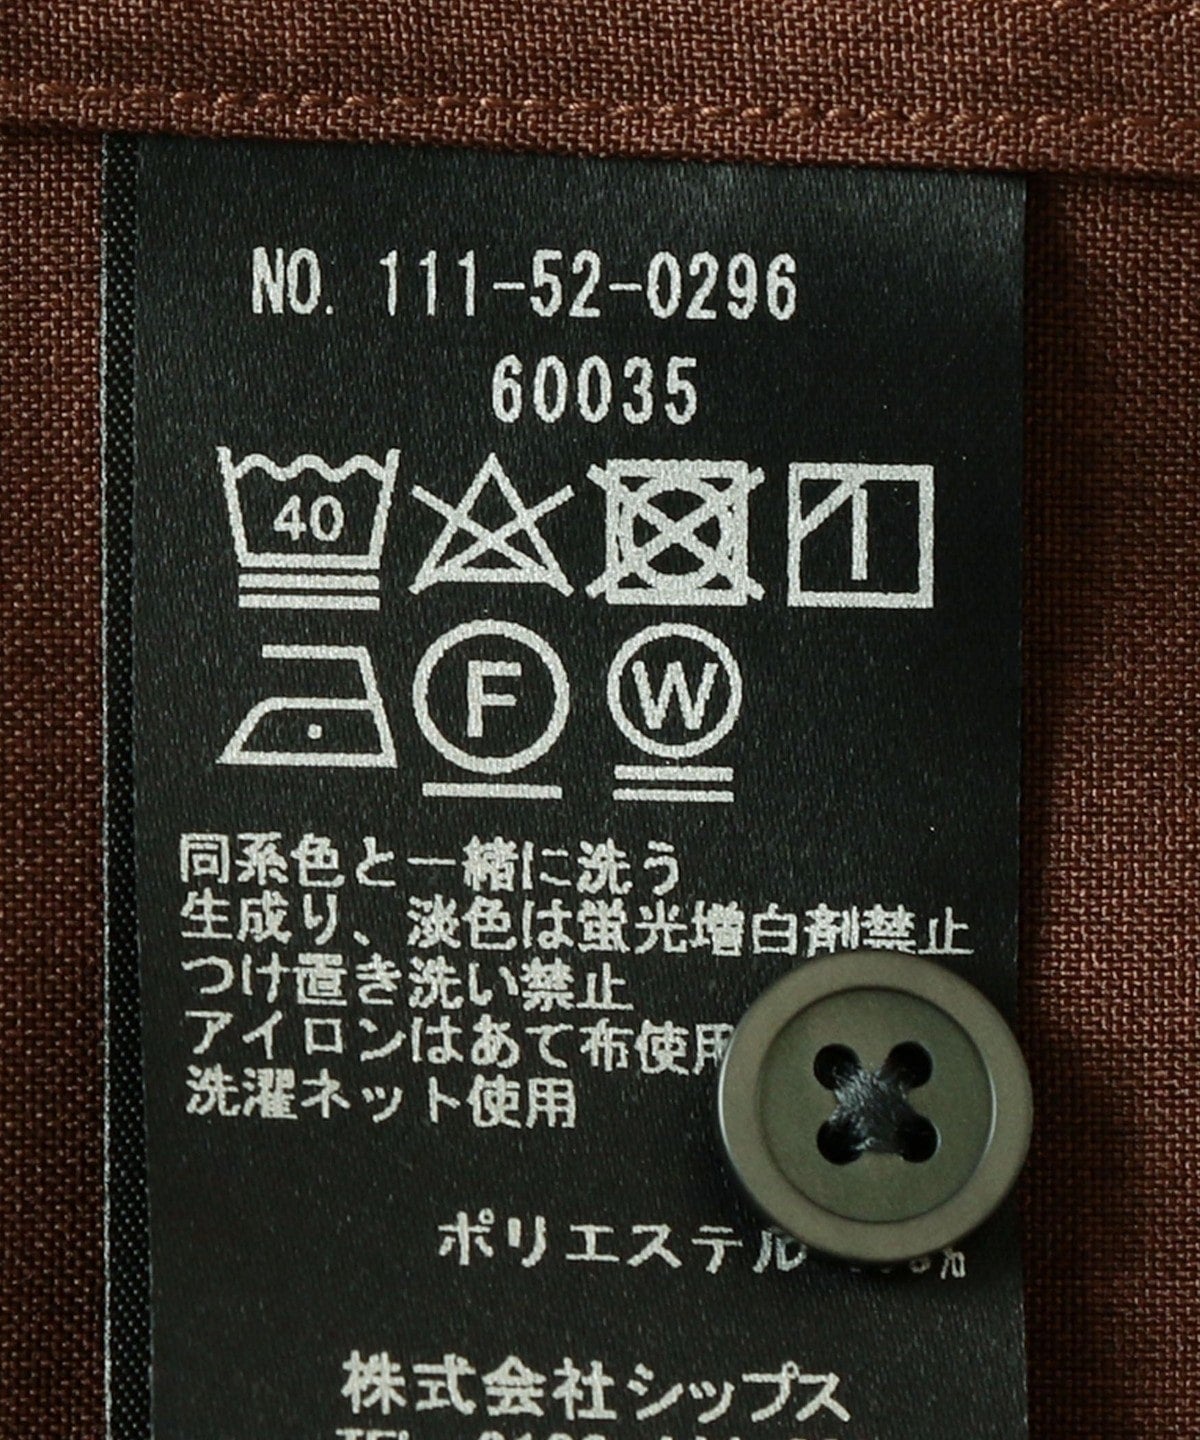 NO. 111-52-0296
60035
40
F W
同系色と一緒に洗う
生成り、淡色は蛍光増白剤禁止
つけ置き洗い禁止
アイロンはあて布使用
洗濯ネット使用
ポリエステル
株式会社シップス